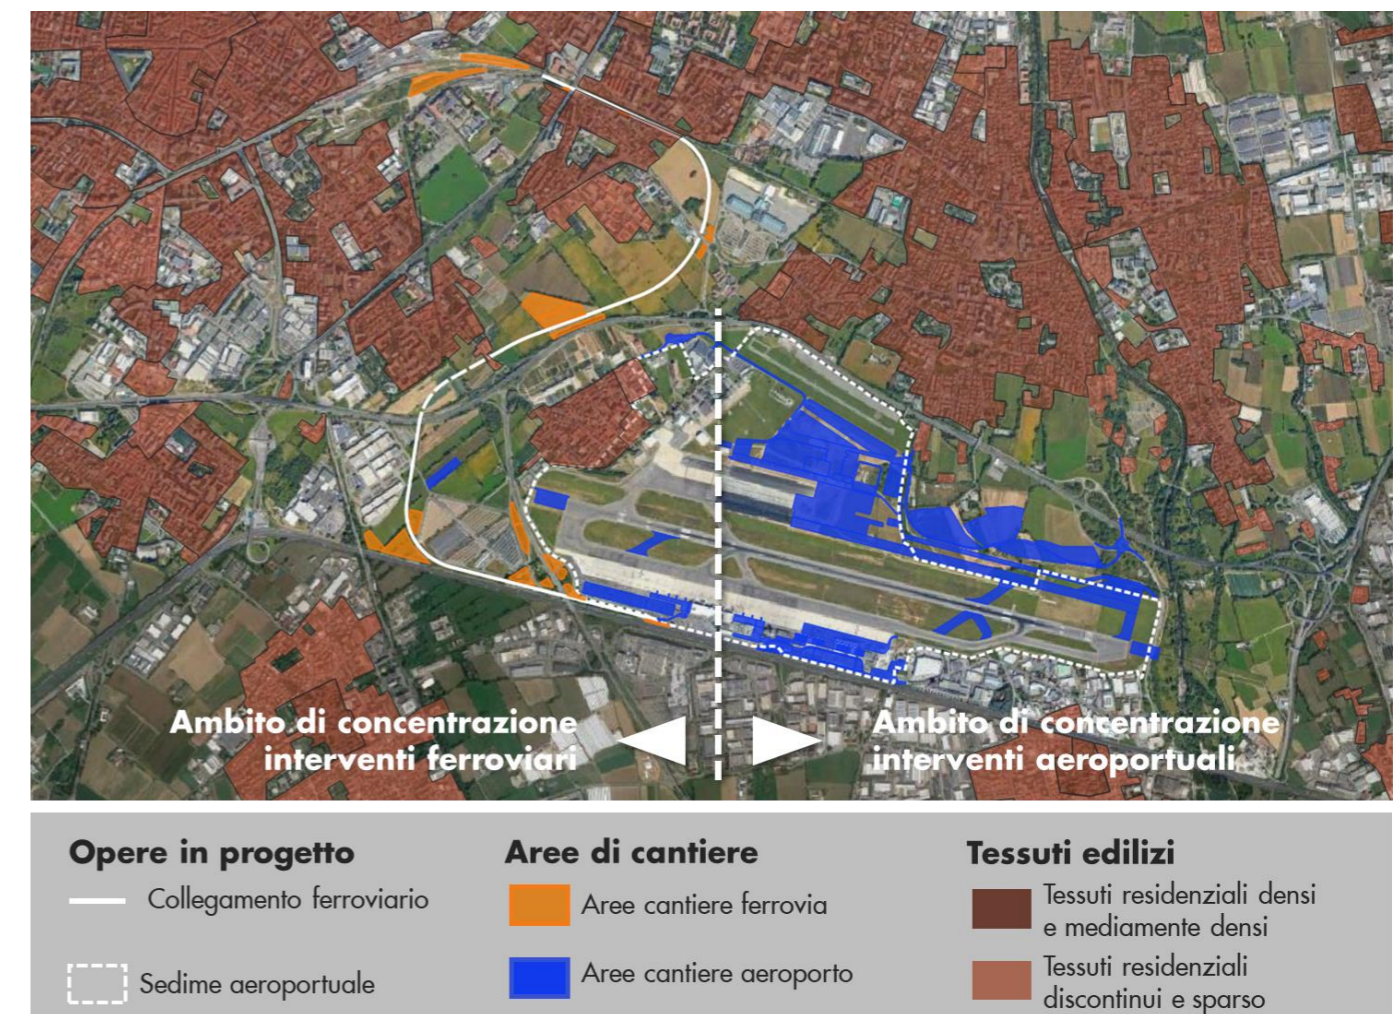 Ambito di concentrazione
interventi ferroviari
Ambito di concentrazione
interventi aeroportuali
Opere in progetto
Collegamento ferroviario
Sedime aeroportuale
Aree di cantiere
Aree cantiere ferrovia
Aree cantiere aeroporto
Tessuti edilizi
Tessuti residenziali densi
e mediamente densi
Tessuti residenziali
discontinui e sparso